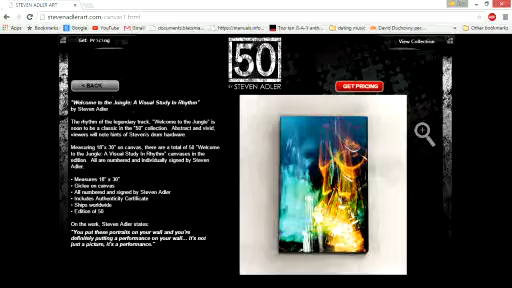 STEVEN ADLER ART
stevenadlerart.com/canvas1.html
Apps
Bookmarks
Google
YouTube
Gmail
Bookmarks
Other bookmarks
Get Pricing
View Collection
50
BY STEVEN ADLER
< BACK
GET PRICING
"Welcome to the Jungle: A Visual Study In Rhythm"
by Steven Adler
The rhythm of the legendary track, "Welcome to the Jungle" is
soon to be a classic in the "50" collection. Abstract and vivid,
viewers will note hints of Steven's drum hardware.
Measuring 18"x 30" on canvas, there are a total of 50 "Welcome
to the Jungle: A Visual Study In Rhythm" canvases in the
edition. All are numbered and individually signed by Steven
Adler.
• Measures 18" x 30"
• Giclee on canvas
• All numbered and signed by Steven Adler
• Includes Authenticity Certificate
• Ships worldwide
• Edition of 50
On the work, Steven Adler states:
"You put these portraits on your wall and you're
definitely putting a performance on your wall... it's not
just a picture, it's a performance."